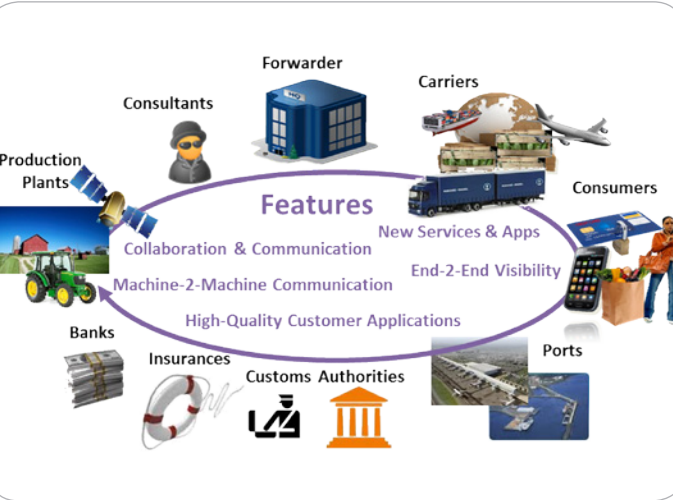 Forwarder
Carriers
Consultants
Production
Plants
Consumers
Features
New Services & Apps
Collaboration & Communication
End-2-End Visibility
Machine-2-Machine Communication
High-Quality Customer Applications
Banks
Insurances
Customs Authorities
Ports
HQ